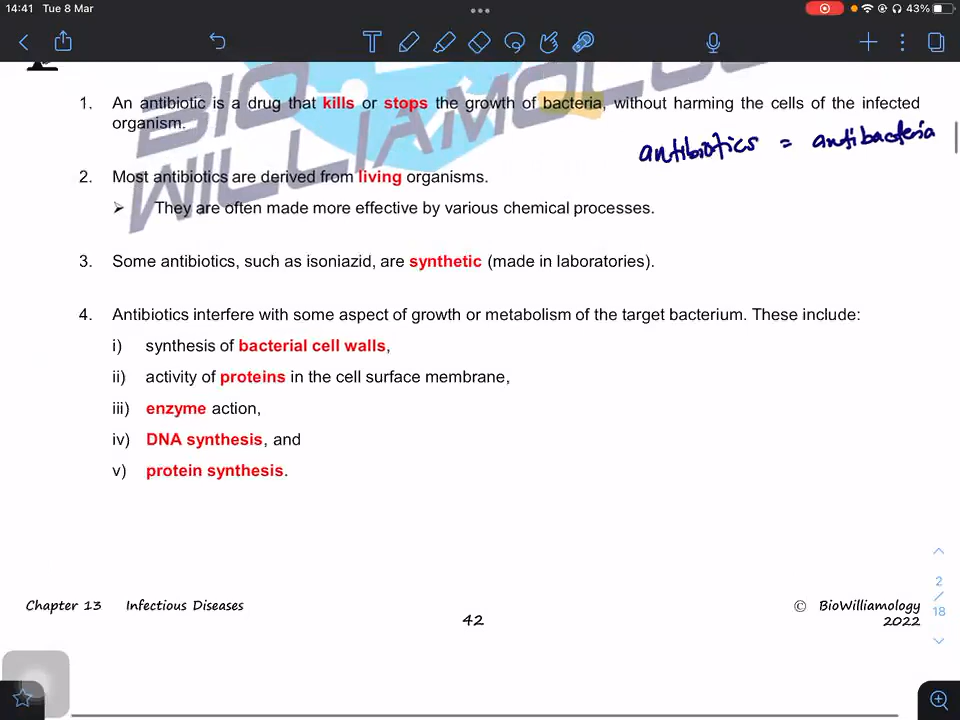 14:41 Tue 8 Mar
43%
BIO
WILLIAMOLOGY
1. An antibiotic is a drug that kills or stops the growth of bacteria, without harming the cells of the infected
organism.
antibiotics = antibacteria
2. Most antibiotics are derived from living organisms.
➢ They are often made more effective by various chemical processes.
3. Some antibiotics, such as isoniazid, are synthetic (made in laboratories).
4. Antibiotics interfere with some aspect of growth or metabolism of the target bacterium. These include:
i) synthesis of bacterial cell walls,
ii) activity of proteins in the cell surface membrane,
iii) enzyme action,
iv) DNA synthesis, and
v) protein synthesis.
2
/
18
Chapter 13 Infectious Diseases
42
© BioWilliamology
2022